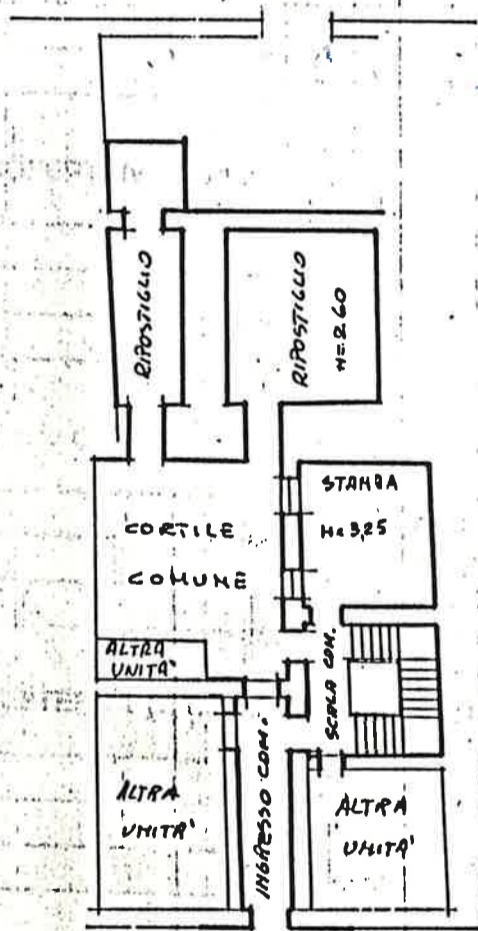 RIPOSTIGLIO
RIPOSTIGLIO
H=2.60
STANZA
H=3,25
CORTILE
COMUNE
ALTRA
UNITA'
SCALA COM.
INGRESSO COM.
ALTRA
UNITA'
ALTRA
UNITA'